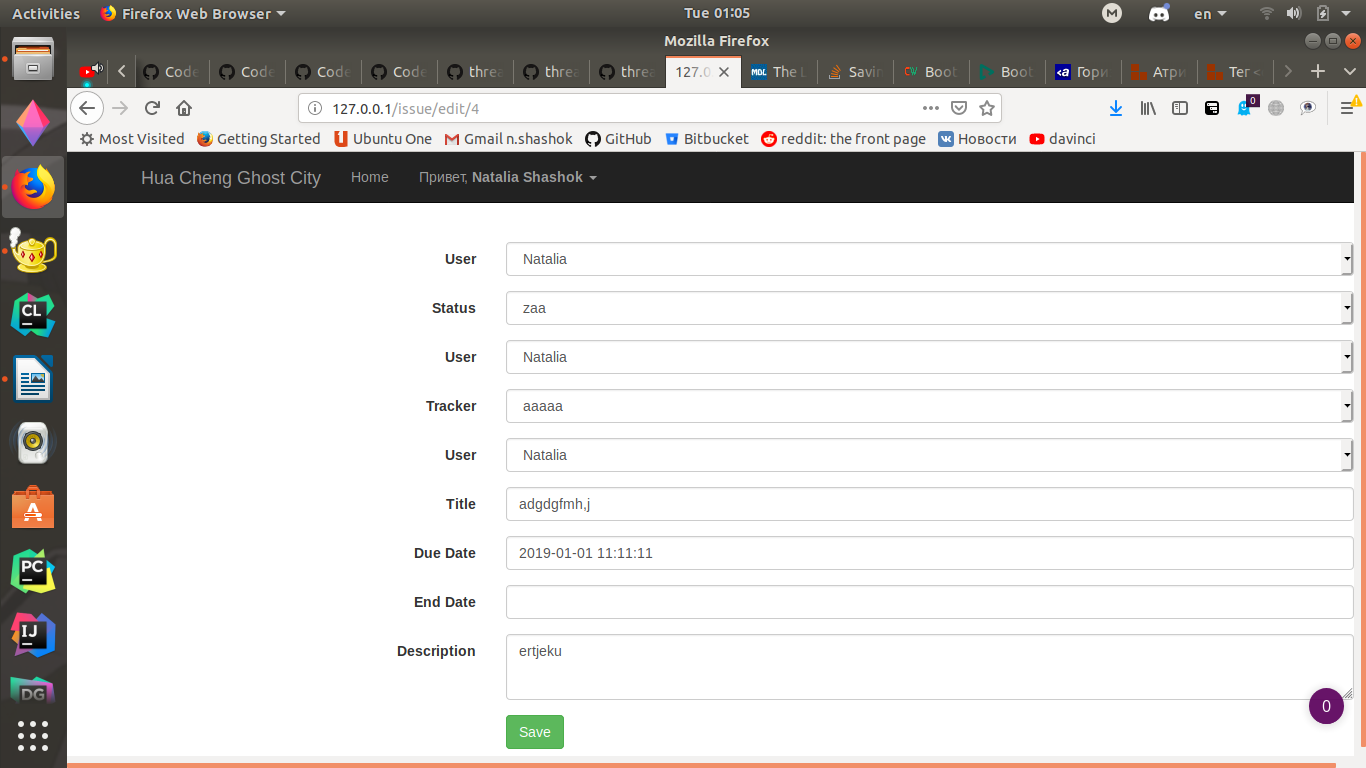 Activities Firefox Web Browser Tue 01:05 M en
Mozilla Firefox
Code Code Code Code threa threa threa 127.0 MDL The L Savin CW Boot Boot <a Гори Атри Тег <
127.0.0.1/issue/edit/4 0
Most Visited Getting Started Ubuntu One Gmail n.shashok GitHub Bitbucket reddit: the front page Новости davinci
Hua Cheng Ghost City Home Привет, Natalia Shashok
User Natalia
Status zaa
User Natalia
Tracker aaaaa
User Natalia
Title adgdgfmh,j
Due Date 2019-01-01 11:11:11
End Date
Description ertjeku
0
Save
CL
A
PC
IJ
DG